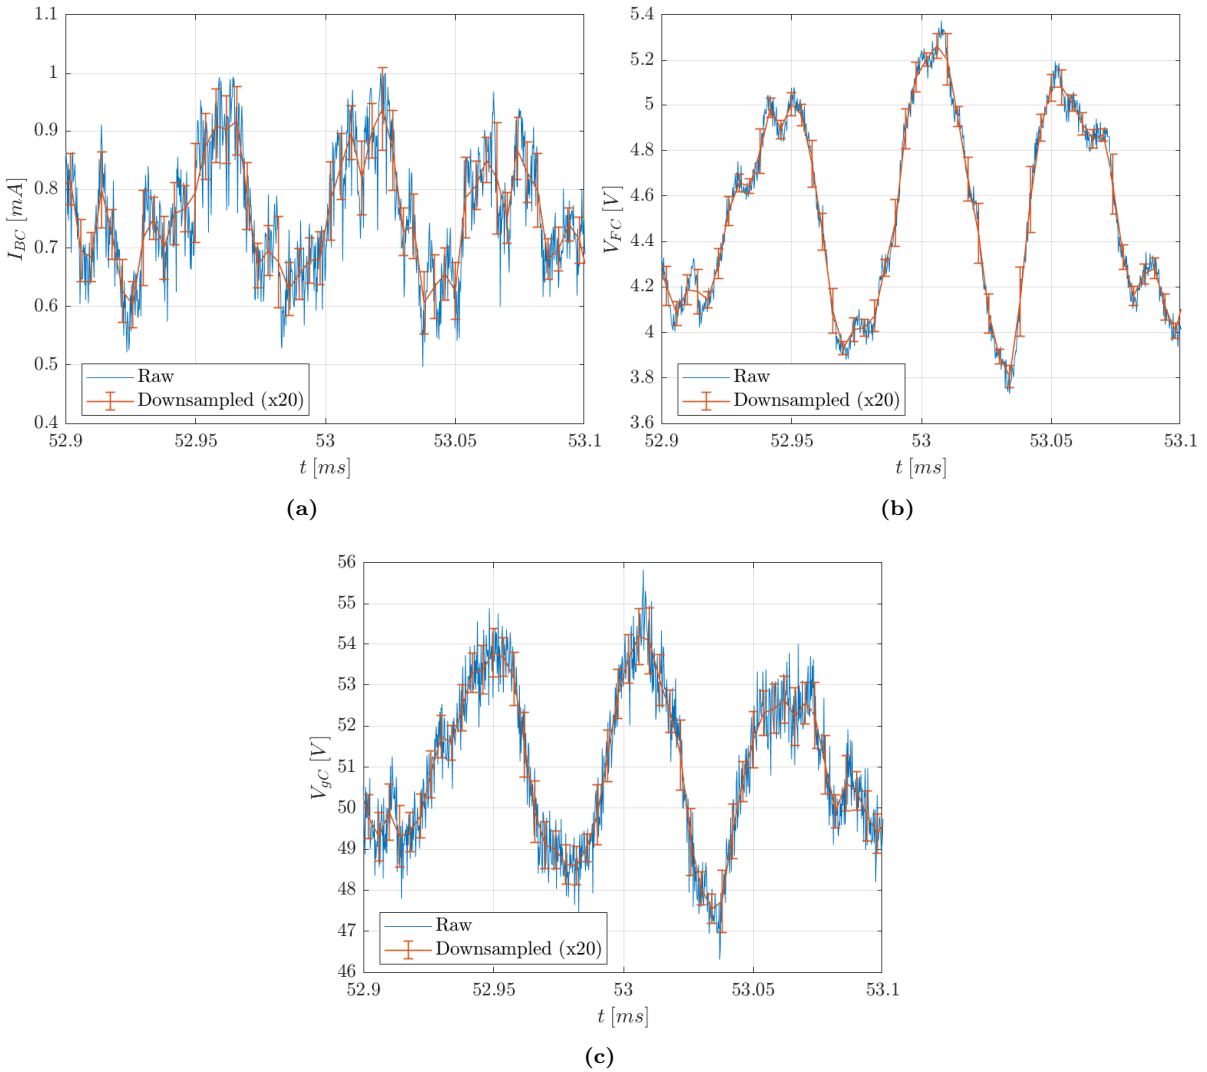 1.1
1
0.9
0.8
0.7
0.6
0.5
0.4
I_{BC} [mA]
Raw
Downsampled (x20)
52.9 52.95 53 53.05 53.1
t [ms]
(a)
5.4
5.2
5
4.8
4.6
4.4
4.2
4
3.8
3.6
V_{FC} [V]
Raw
Downsampled (x20)
52.9 52.95 53 53.05 53.1
t [ms]
(b)
56
55
54
53
52
51
50
49
48
47
46
V_{gC} [V]
Raw
Downsampled (x20)
52.9 52.95 53 53.05 53.1
t [ms]
(c)